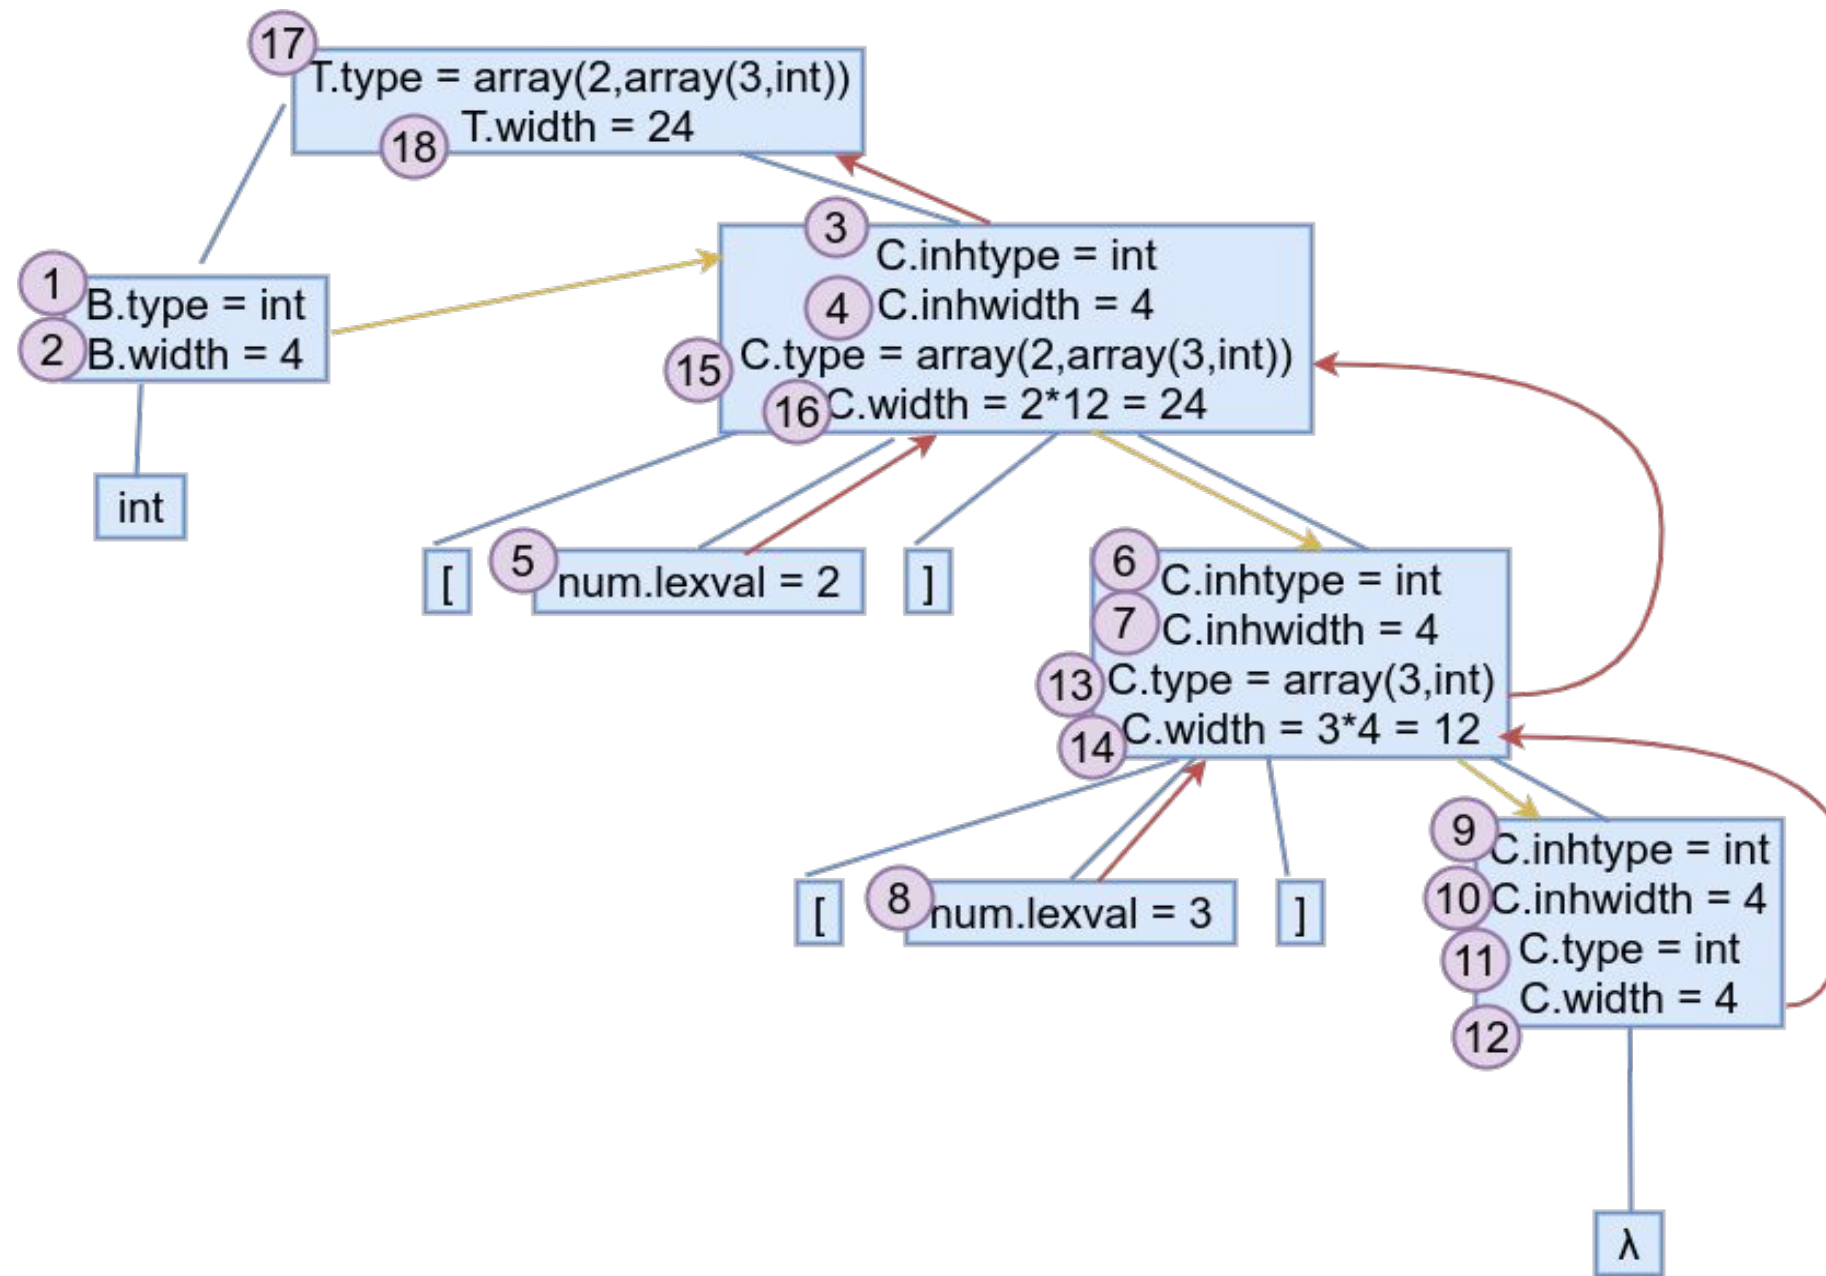 17
T.type = array(2,array(3,int))
18 T.width = 24
3
C.inhtype = int
4 C.inhwidth = 4
15 C.type = array(2,array(3,int))
16 C.width = 2*12 = 24
1
B.type = int
2 B.width = 4
int
[
5 num.lexval = 2
]
6
C.inhtype = int
7 C.inhwidth = 4
13 C.type = array(3,int)
14 C.width = 3*4 = 12
[
8 num.lexval = 3
]
9 C.inhtype = int
10 C.inhwidth = 4
11 C.type = int
C.width = 4
12
λ